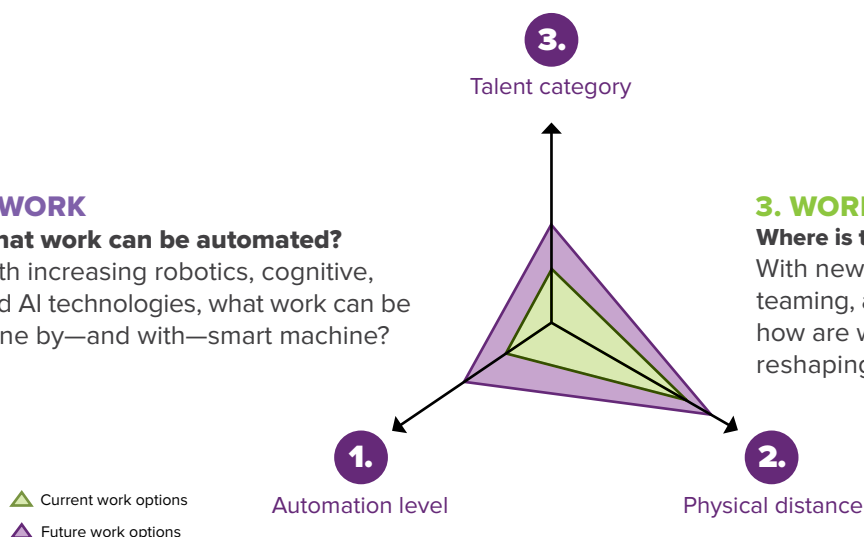 3.
Talent category
WORK
hat work can be automated?
th increasing robotics, cognitive,
d AI technologies, what work can be
ne by—and with—smart machine?
3. WORK
Where is t
With new
teaming, a
how are w
reshaping
1.
Automation level
2.
Physical distance
Current work options
Future work options